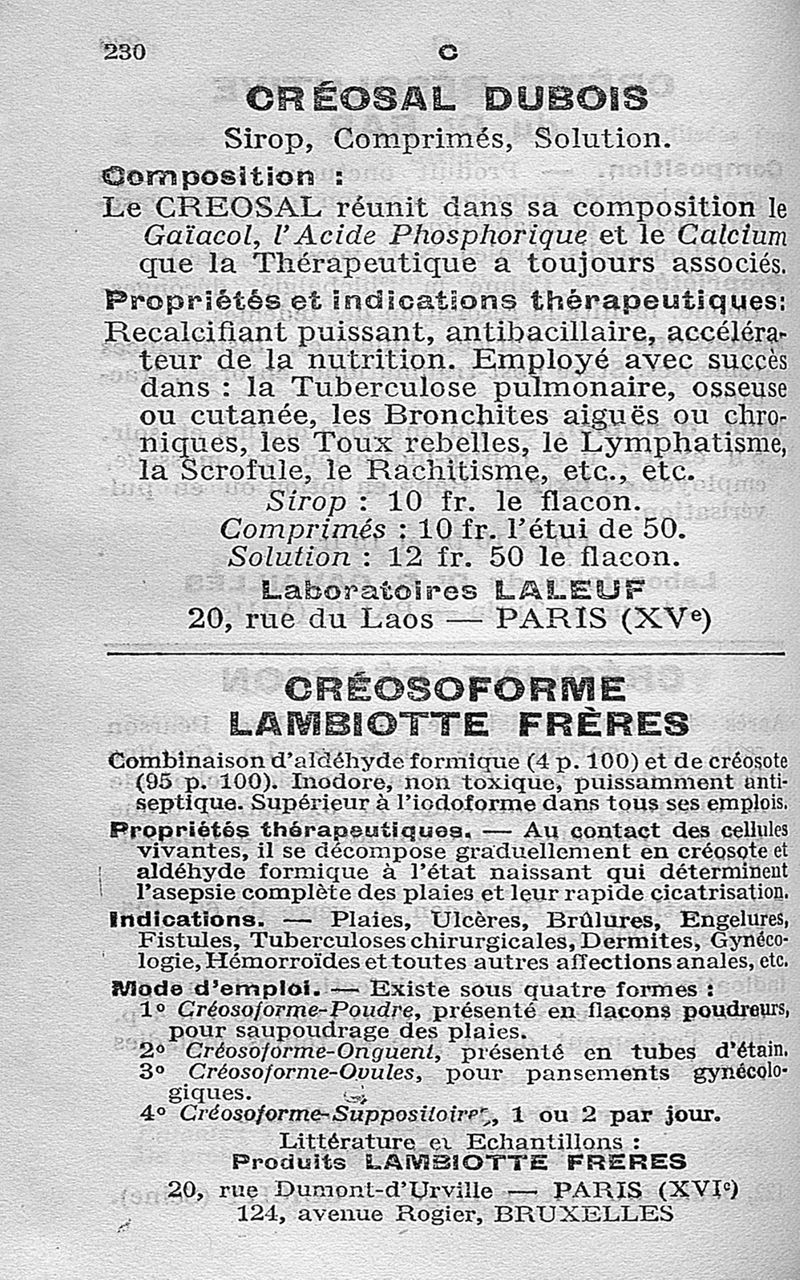 230
C
CRÉOSAL DUBOIS
Sirop, Comprimés, Solution.
Composition :
Le CREOSAL réunit dans sa composition le
Gaïacol, l'Acide Phosphorique et le Calcium
que la Thérapeutique a toujours associés.
Propriétés et indications thérapeutiques:
Recalcifiant puissant, antibacillaire, accéléra-
teur de la nutrition. Employé avec succès
dans : la Tuberculose pulmonaire, osseuse
ou cutanée, les Bronchites aiguës ou chro-
niques, les Toux rebelles, le Lymphatisme,
la Scrofule, le Rachitisme, etc., etc.
Sirop : 10 fr. le flacon.
Comprimés : 10 fr. l'étui de 50.
Solution : 12 fr. 50 le flacon.
Laboratoires LALEUF
20, rue du Laos — PARIS (XVe)
CRÉOSOFORME
LAMBIOTTE FRÈRES
Combinaison d'aldéhyde formique (4 p. 100) et de créosote
(95 p. 100). Inodore, non toxique, puissamment anti-
septique. Supérieur à l'iodoforme dans tous ses emplois.
Propriétés thérapeutiques. — Au contact des cellules
vivantes, il se décompose graduellement en créosote et
aldéhyde formique à l'état naissant qui déterminent
l'asepsie complète des plaies et leur rapide cicatrisation.
Indications. — Plaies, Ulcères, Brûlures, Engelures,
Fistules, Tuberculoses chirurgicales, Dermites, Gynéco-
logie, Hémorroïdes et toutes autres affections anales, etc.
Mode d'emploi. — Existe sous quatre formes :
1º Créosoforme-Poudre, présenté en flacons poudreurs,
pour saupoudrage des plaies.
2º Créosoforme-Onguent, présenté en tubes d'étain.
3º Créosoforme-Ovules, pour pansements gynécolo-
giques.
4º Créosoforme-Suppositoires, 1 ou 2 par jour.
Littérature et Echantillons :
Produits LAMBIOTTE FRERES
20, rue Dumont-d'Urville — PARIS (XVIe)
124, avenue Rogier, BRUXELLES